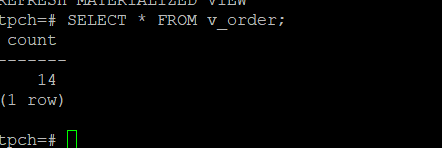 REFRESH MATERIALIZED VIEW
tpch=# SELECT * FROM v_order;
 count
-------
    14
(1 row)
tpch=#